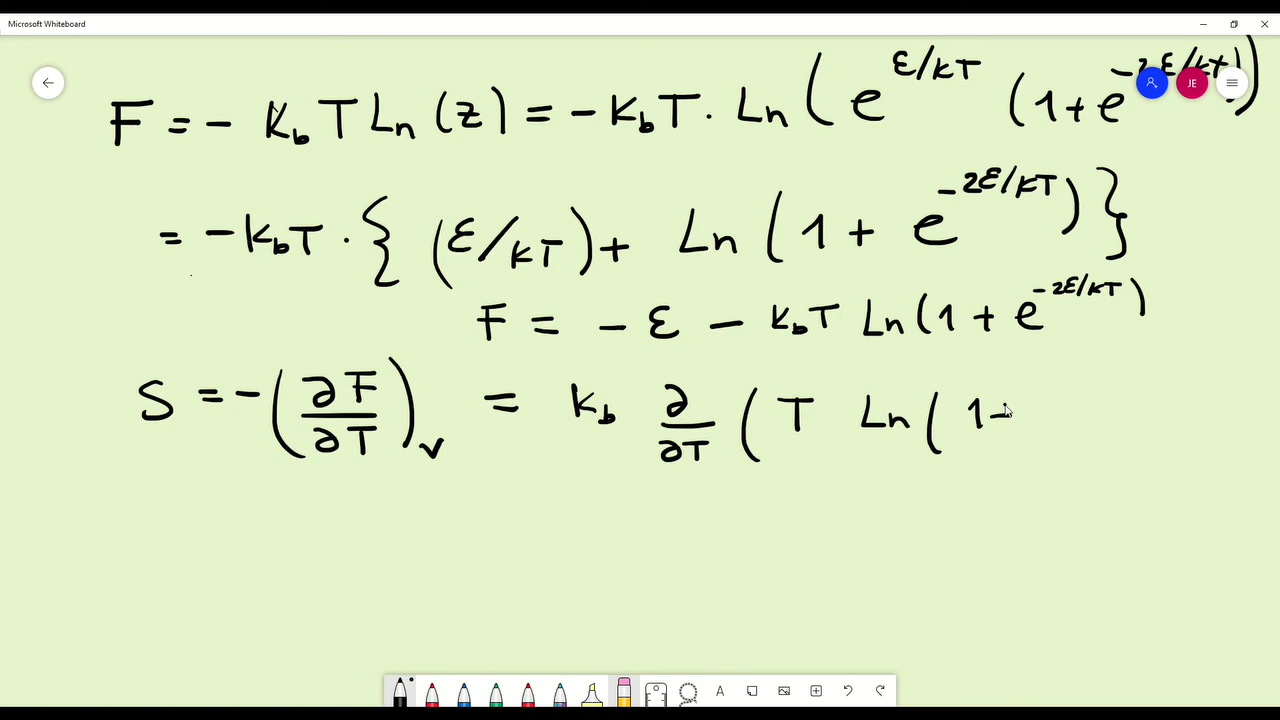 Microsoft Whiteboard
F = - K_b T Ln (z) = - K_b T · Ln ( e^{ε/KT} (1 + e^{-2ε/KT}) )
JE
= - K_b T · { (ε/KT) + Ln ( 1 + e^{-2ε/KT} ) }
F = - ε - K_b T Ln ( 1 + e^{-2ε/KT} )
S = - ( ∂F / ∂T )_v = K_b ∂/∂T ( T Ln ( 1 -
A